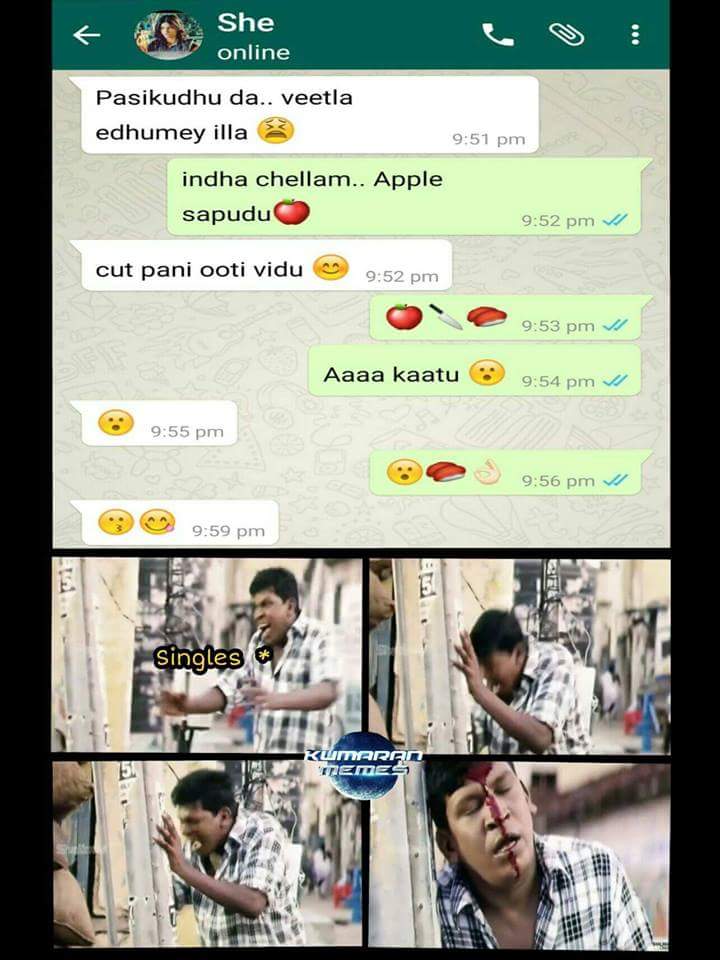 She
online
Pasikudhu da.. veetla
edhumey illa 😫
9:51 pm
indha chellam.. Apple
sapudu🍎
9:52 pm
cut pani ooti vidu 😊
9:52 pm
🍎🔪🍣
9:53 pm
Aaaa kaatu 😮
9:54 pm
😮
9:55 pm
😮🍣👌🏻
9:56 pm
😗😋
9:59 pm
Singles *
KUMARAN
MEMES